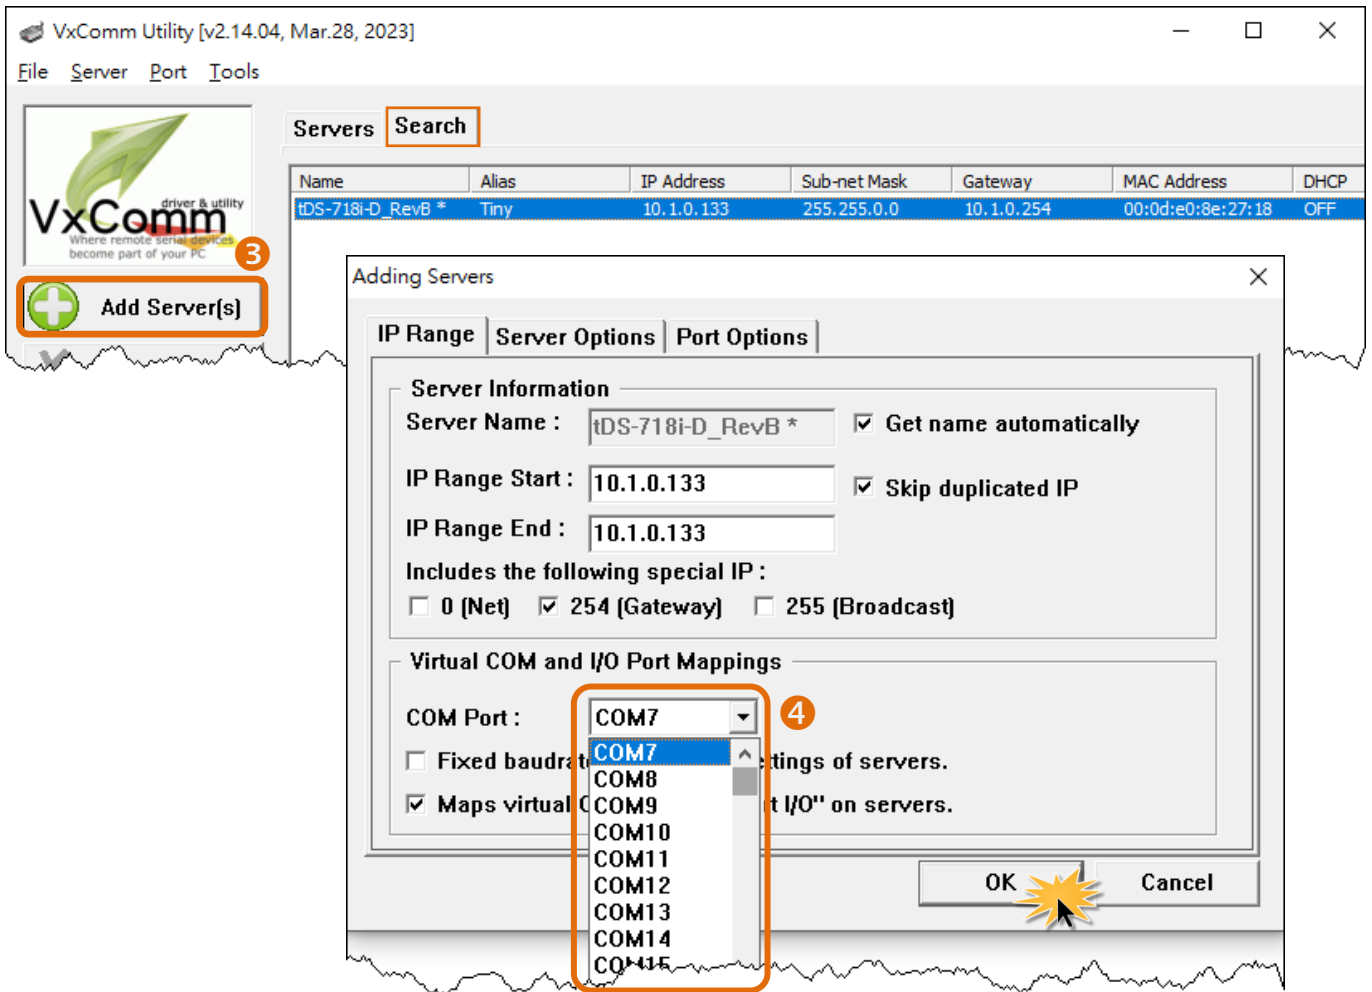 VxComm Utility [v2.14.04, Mar.28, 2023]
File Server Port Tools
driver & utility
VxComm
Where remote serial devices
become part of your PC
3
Add Server(s)
Servers Search
Name Alias IP Address Sub-net Mask Gateway MAC Address DHCP
tDS-718i-D_RevB * Tiny 10.1.0.133 255.255.0.0 10.1.0.254 00:0d:e0:8e:27:18 OFF
Adding Servers
IP Range Server Options Port Options
Server Information
Server Name : tDS-718i-D_RevB * Get name automatically
IP Range Start : 10.1.0.133 Skip duplicated IP
IP Range End : 10.1.0.133
Includes the following special IP :
0 (Net) 254 (Gateway) 255 (Broadcast)
Virtual COM and I/O Port Mappings
COM Port : COM7 4
Fixed baudrat ttings of servers.
Maps virtual C t I/O" on servers.
COM7
COM8
COM9
COM10
COM11
COM12
COM13
COM14
COM15
OK Cancel